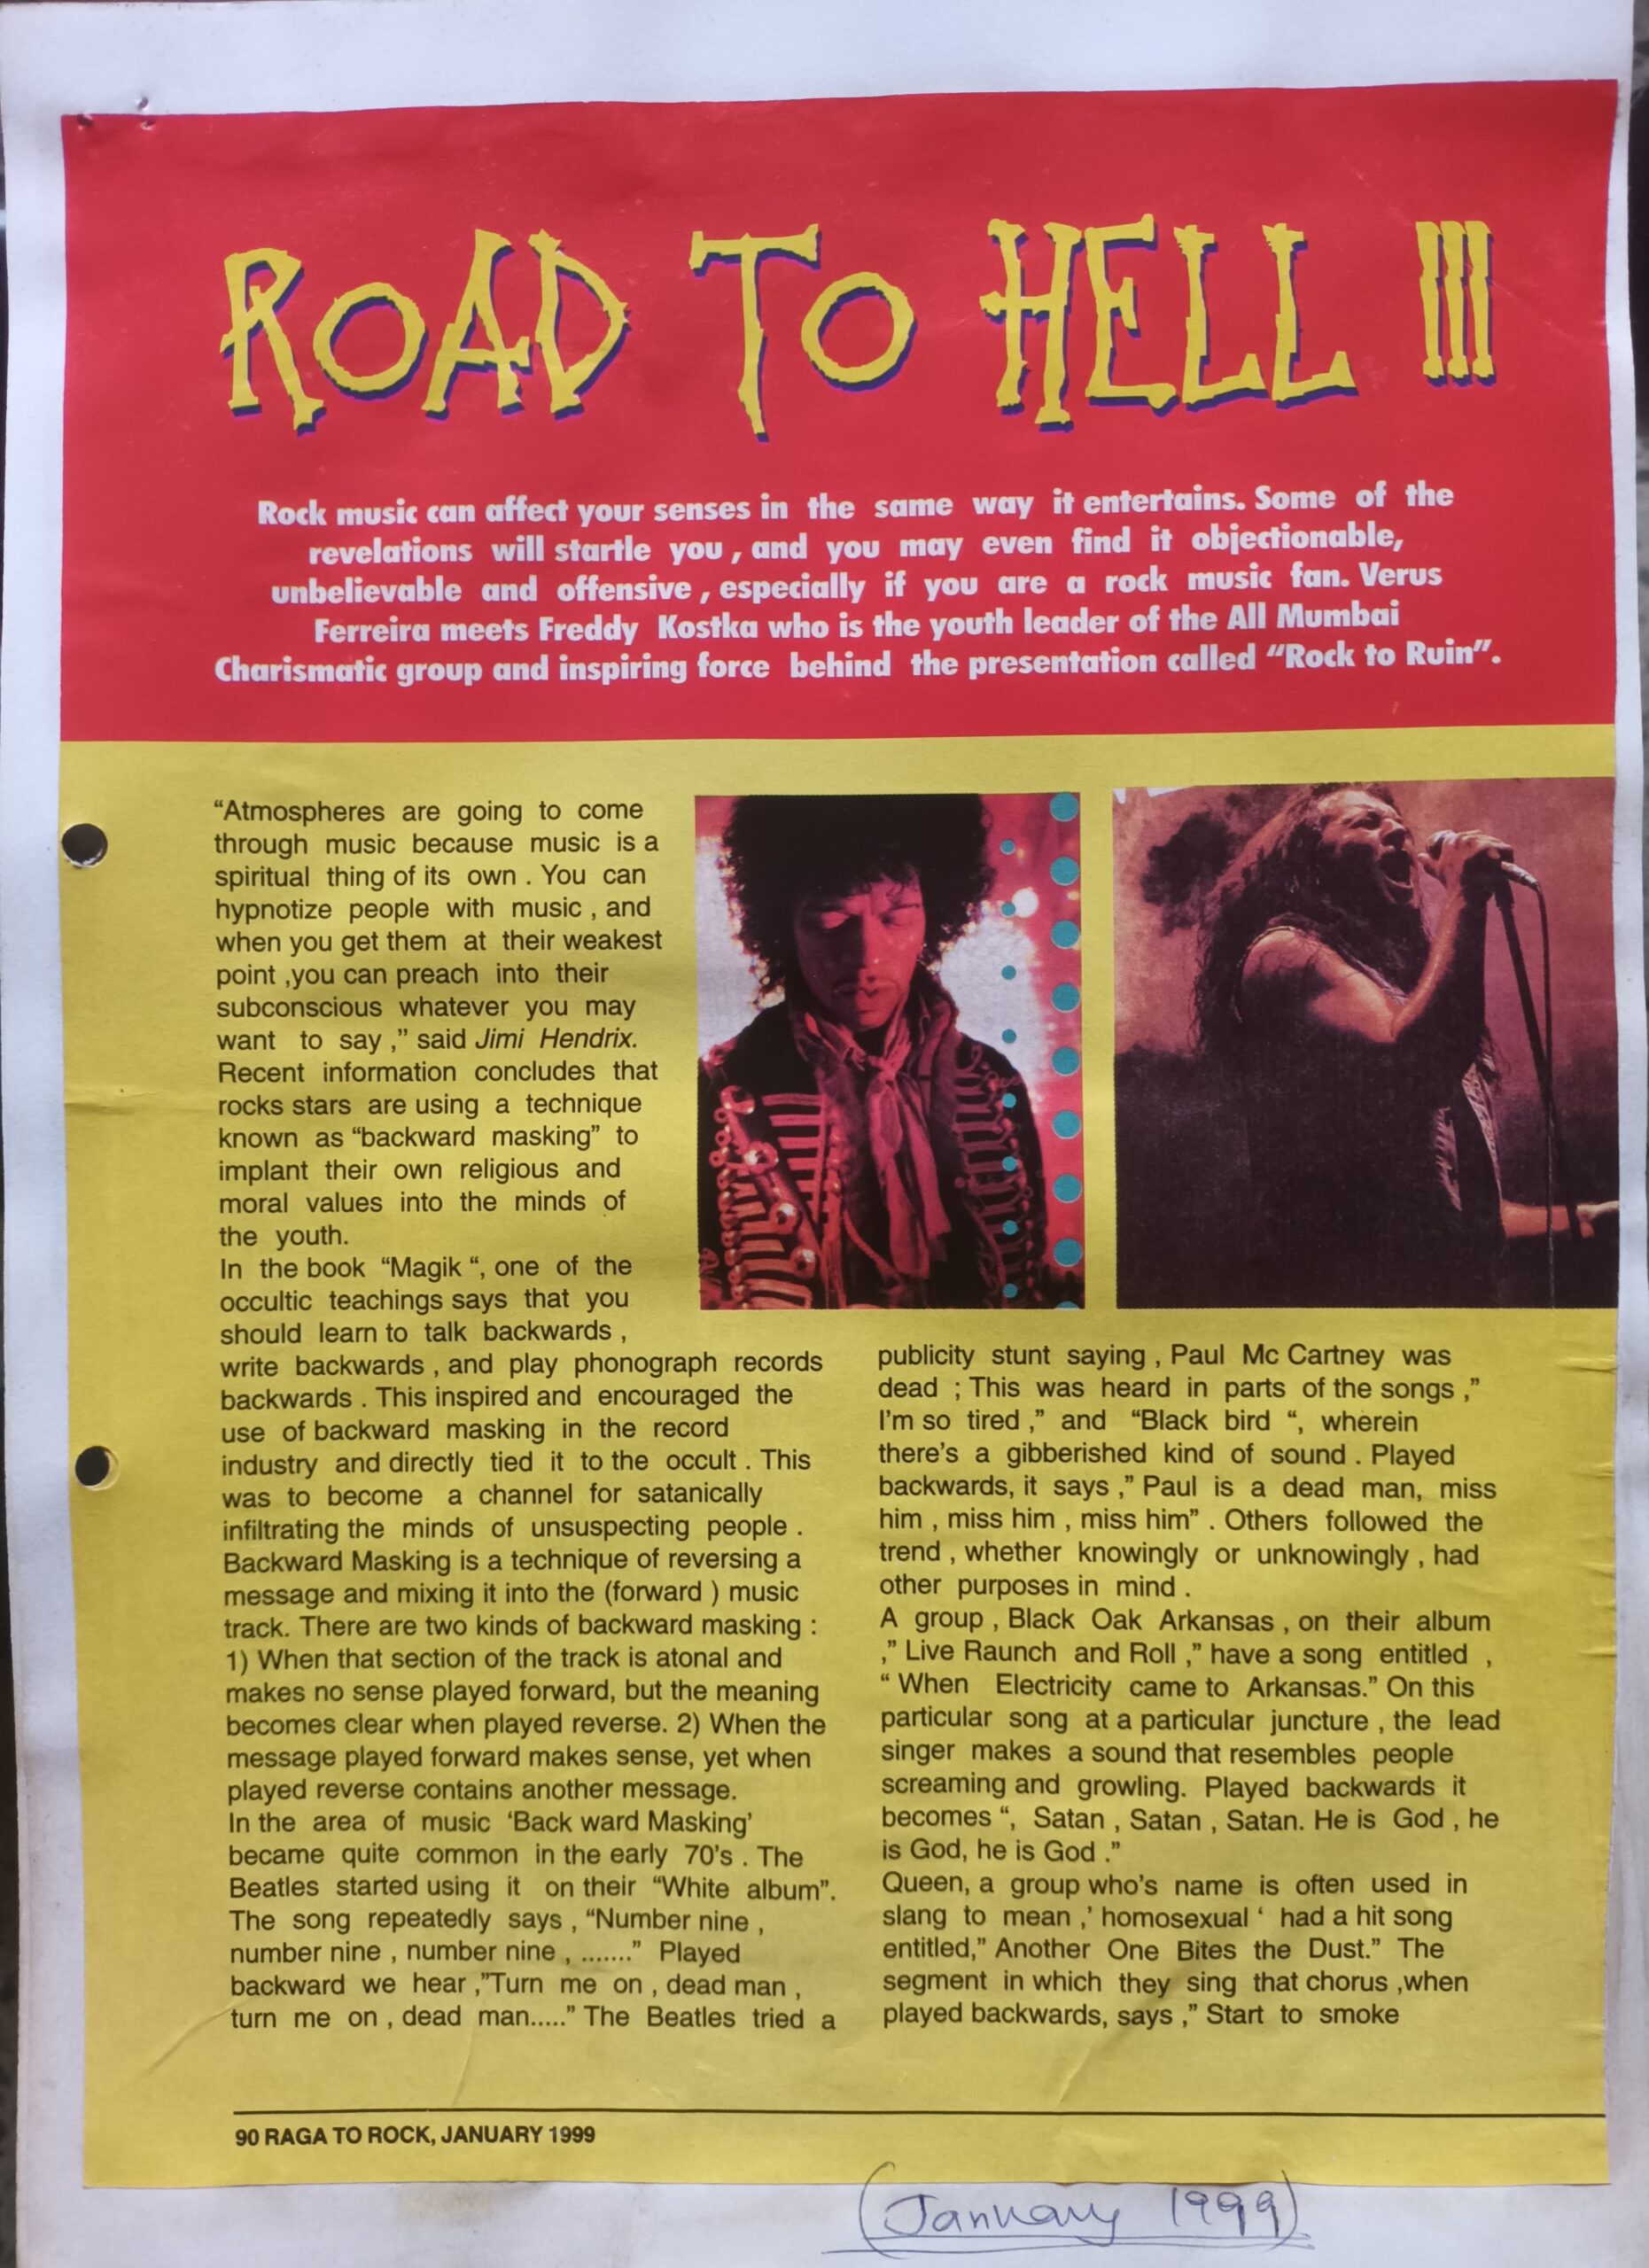 ROAD TO HELL III
Rock music can affect your senses in the same way it entertains. Some of the
revelations will startle you , and you may even find it objectionable,
unbelievable and offensive , especially if you are a rock music fan. Verus
Ferreira meets Freddy Kostka who is the youth leader of the All Mumbai
Charismatic group and inspiring force behind the presentation called “Rock to Ruin”.
“Atmospheres are going to come
through music because music is a
spiritual thing of its own . You can
hypnotize people with music , and
when you get them at their weakest
point ,you can preach into their
subconscious whatever you may
want to say ,” said Jimi Hendrix.
Recent information concludes that
rocks stars are using a technique
known as “backward masking” to
implant their own religious and
moral values into the minds of
the youth.
In the book “Magik “, one of the
occultic teachings says that you
should learn to talk backwards ,
write backwards , and play phonograph records
backwards . This inspired and encouraged the
use of backward masking in the record
industry and directly tied it to the occult . This
was to become a channel for satanically
infiltrating the minds of unsuspecting people .
Backward Masking is a technique of reversing a
message and mixing it into the (forward ) music
track. There are two kinds of backward masking :
1) When that section of the track is atonal and
makes no sense played forward, but the meaning
becomes clear when played reverse. 2) When the
message played forward makes sense, yet when
played reverse contains another message.
In the area of music ‘Back ward Masking’
became quite common in the early 70’s . The
Beatles started using it on their “White album”.
The song repeatedly says , “Number nine ,
number nine , number nine , .......” Played
backward we hear ,”Turn me on , dead man ,
turn me on , dead man.....” The Beatles tried a
publicity stunt saying , Paul Mc Cartney was
dead ; This was heard in parts of the songs ,”
I’m so tired ,” and “Black bird “, wherein
there’s a gibberished kind of sound . Played
backwards, it says ,” Paul is a dead man, miss
him , miss him , miss him” . Others followed the
trend , whether knowingly or unknowingly , had
other purposes in mind .
A group , Black Oak Arkansas , on their album
,” Live Raunch and Roll ,” have a song entitled ,
“ When Electricity came to Arkansas.” On this
particular song at a particular juncture , the lead
singer makes a sound that resembles people
screaming and growling. Played backwards it
becomes “, Satan , Satan , Satan. He is God , he
is God, he is God .”
Queen, a group who’s name is often used in
slang to mean ,’ homosexual ‘ had a hit song
entitled,” Another One Bites the Dust.” The
segment in which they sing that chorus ,when
played backwards, says ,” Start to smoke
90 RAGA TO ROCK, JANUARY 1999
(January 1999)